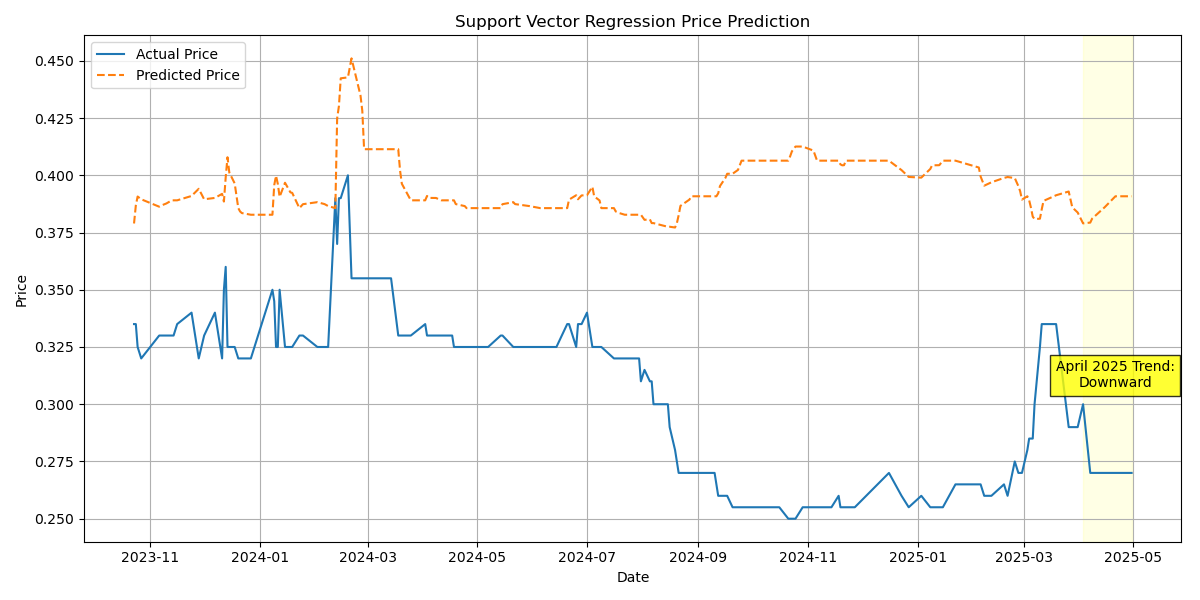 Support Vector Regression Price Prediction
Actual Price
Predicted Price
0.450
0.425
0.400
0.375
0.350
0.325
0.300
0.275
0.250
Price
April 2025 Trend:
Downward
2023-11 2024-01 2024-03 2024-05 2024-07 2024-09 2024-11 2025-01 2025-03 2025-05
Date